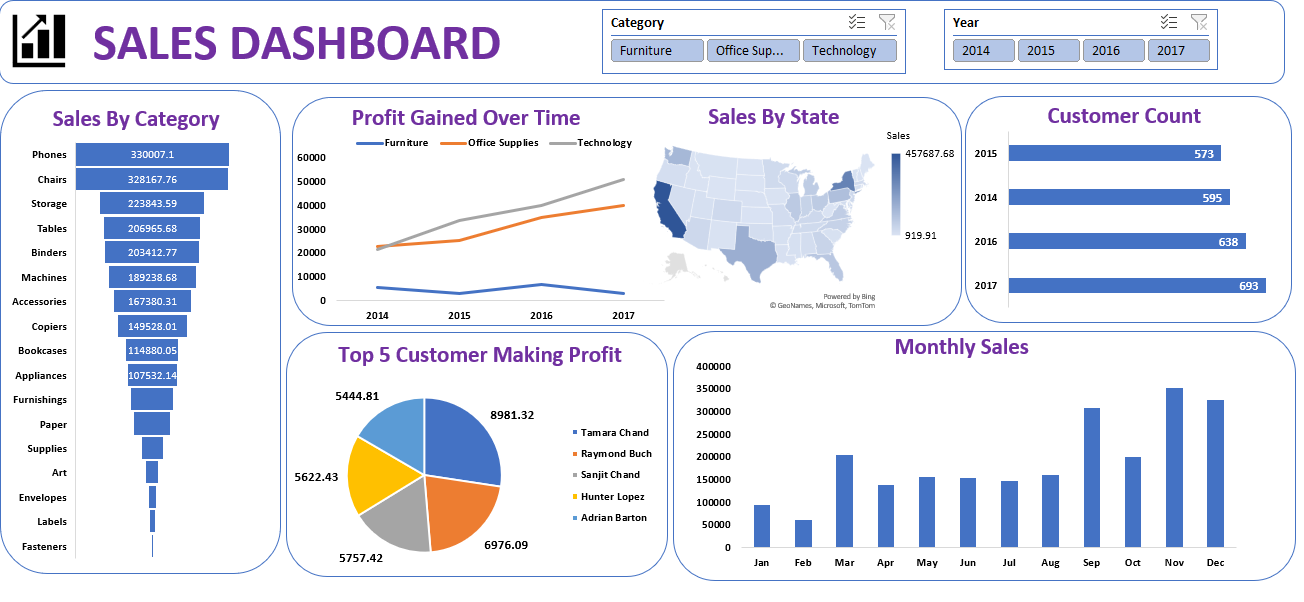 SALES DASHBOARD
Category
Furniture
Office Sup...
Technology
Year
2014
2015
2016
2017
Sales By Category
Phones 330007.1
Chairs 328167.76
Storage 223843.59
Tables 206965.68
Binders 203412.77
Machines 189238.68
Accessories 167380.31
Copiers 149528.01
Bookcases 114880.05
Appliances 107532.14
Furnishings
Paper
Supplies
Art
Envelopes
Labels
Fasteners
Profit Gained Over Time
Furniture Office Supplies Technology
60000
50000
40000
30000
20000
10000
0
2014 2015 2016 2017
Sales By State
Sales
457687.68
919.91
Powered by Bing
© GeoNames, Microsoft, TomTom
Customer Count
2015 573
2014 595
2016 638
2017 693
Top 5 Customer Making Profit
5444.81
8981.32
5622.43
6976.09
5757.42
Tamara Chand
Raymond Buch
Sanjit Chand
Hunter Lopez
Adrian Barton
Monthly Sales
400000
350000
300000
250000
200000
150000
100000
50000
0
Jan Feb Mar Apr May Jun Jul Aug Sep Oct Nov Dec